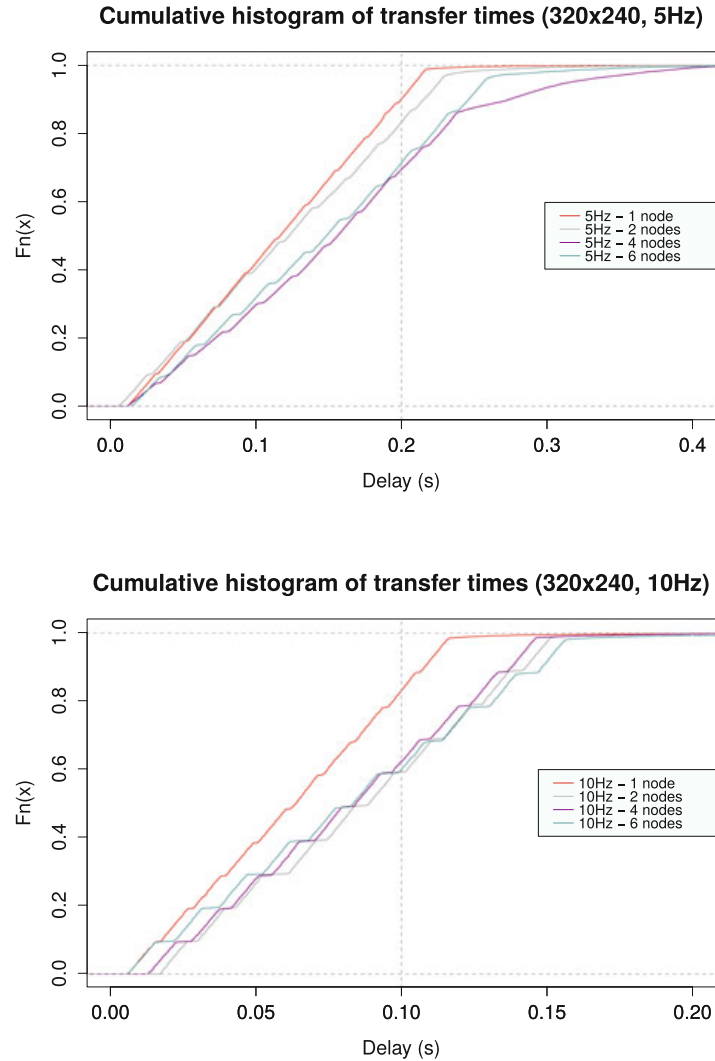 Cumulative histogram of transfer times (320x240, 5Hz)
1.0
0.8
0.6
0.4
0.2
0.0
Fn(x)
5Hz − 1 node
5Hz − 2 nodes
5Hz − 4 nodes
5Hz − 6 nodes
0.0 0.1 0.2 0.3 0.4
Delay (s)
Cumulative histogram of transfer times (320x240, 10Hz)
1.0
0.8
0.6
0.4
0.2
0.0
Fn(x)
10Hz − 1 node
10Hz − 2 nodes
10Hz − 4 nodes
10Hz − 6 nodes
0.00 0.05 0.10 0.15 0.20
Delay (s)